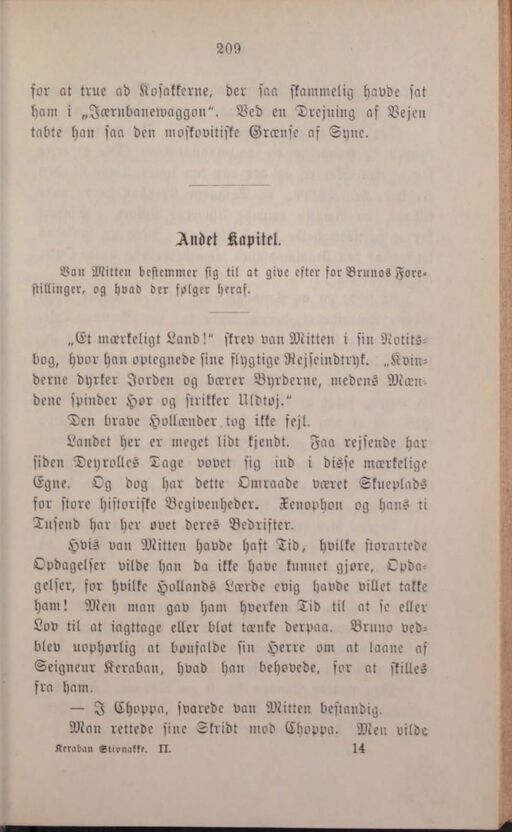 209
for at true ad Kosakkerne, der saa skammelig havde sat
ham i „Jærnbanewaggon“. Ved en Drejning af Vejen
tabte han saa den moskovitiske Grænse af Syne.
Andet Kapitel.
Van Mitten bestemmer sig til at give efter for Brunos Fore-
stillinger, og hvad der følger heraf.
„Et mærkeligt Land!“ skrev van Mitten i sin Notits-
bog, hvor han optegnede sine flygtige Rejseindtryk. „Kvin-
derne dyrker Jorden og bærer Byrderne, medens Mæn-
dene spinder Hør og strikker Uldtøj.“
Den brave Hollænder tog ikke fejl.
Landet her er meget lidt kjendt. Faa rejsende har
siden Deyrolles Dage vovet sig ind i disse mærkelige
Egne. Og dog har dette Omraade været Skueplads
for store historiske Begivenheder. Xenophon og hans ti
Tusend har her øvet deres Bedrifter.
Hvis van Mitten havde haft Tid, hvilke storartede
Opdagelser vilde han da ikke have kunnet gjøre, Opda-
gelser, for hvilke Hollands Lærde evig havde villet takke
ham! Men man gav ham hverken Tid til at se eller
Lov til at iagttage eller blot tænke derpaa. Bruno ved-
blev uophørlig at bønfalde sin Herre om at laane af
Seigneur Keraban, hvad han behøvede, for at skilles
fra ham.
— I Choppa, svarede van Mitten bestandig.
Man rettede sine Skridt mod Choppa. Men vilde
Keraban Stivnakke. II. 14